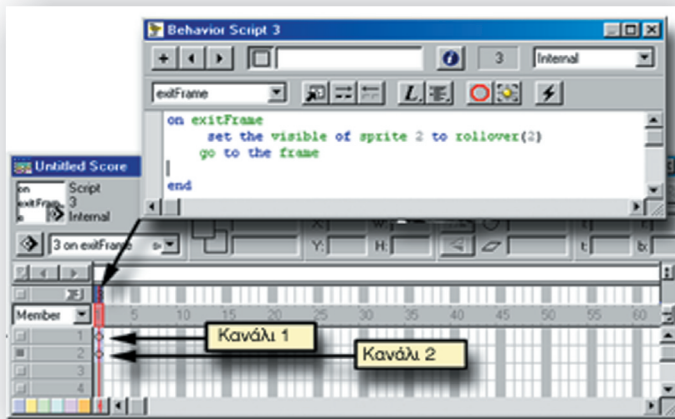 Behavior Script 3
3 Internal
exitFrame
on exitFrame
set the visible of sprite 2 to rollover(2)
go to the frame
end
Untitled Score
on Script
exitFram 3
e Internal
3 on exitFrame
Y: H: t: b:
Member 5 10 15 20 25 30 35 40 45 50 55 60
1 Κανάλι 1
2 Κανάλι 2
3
4